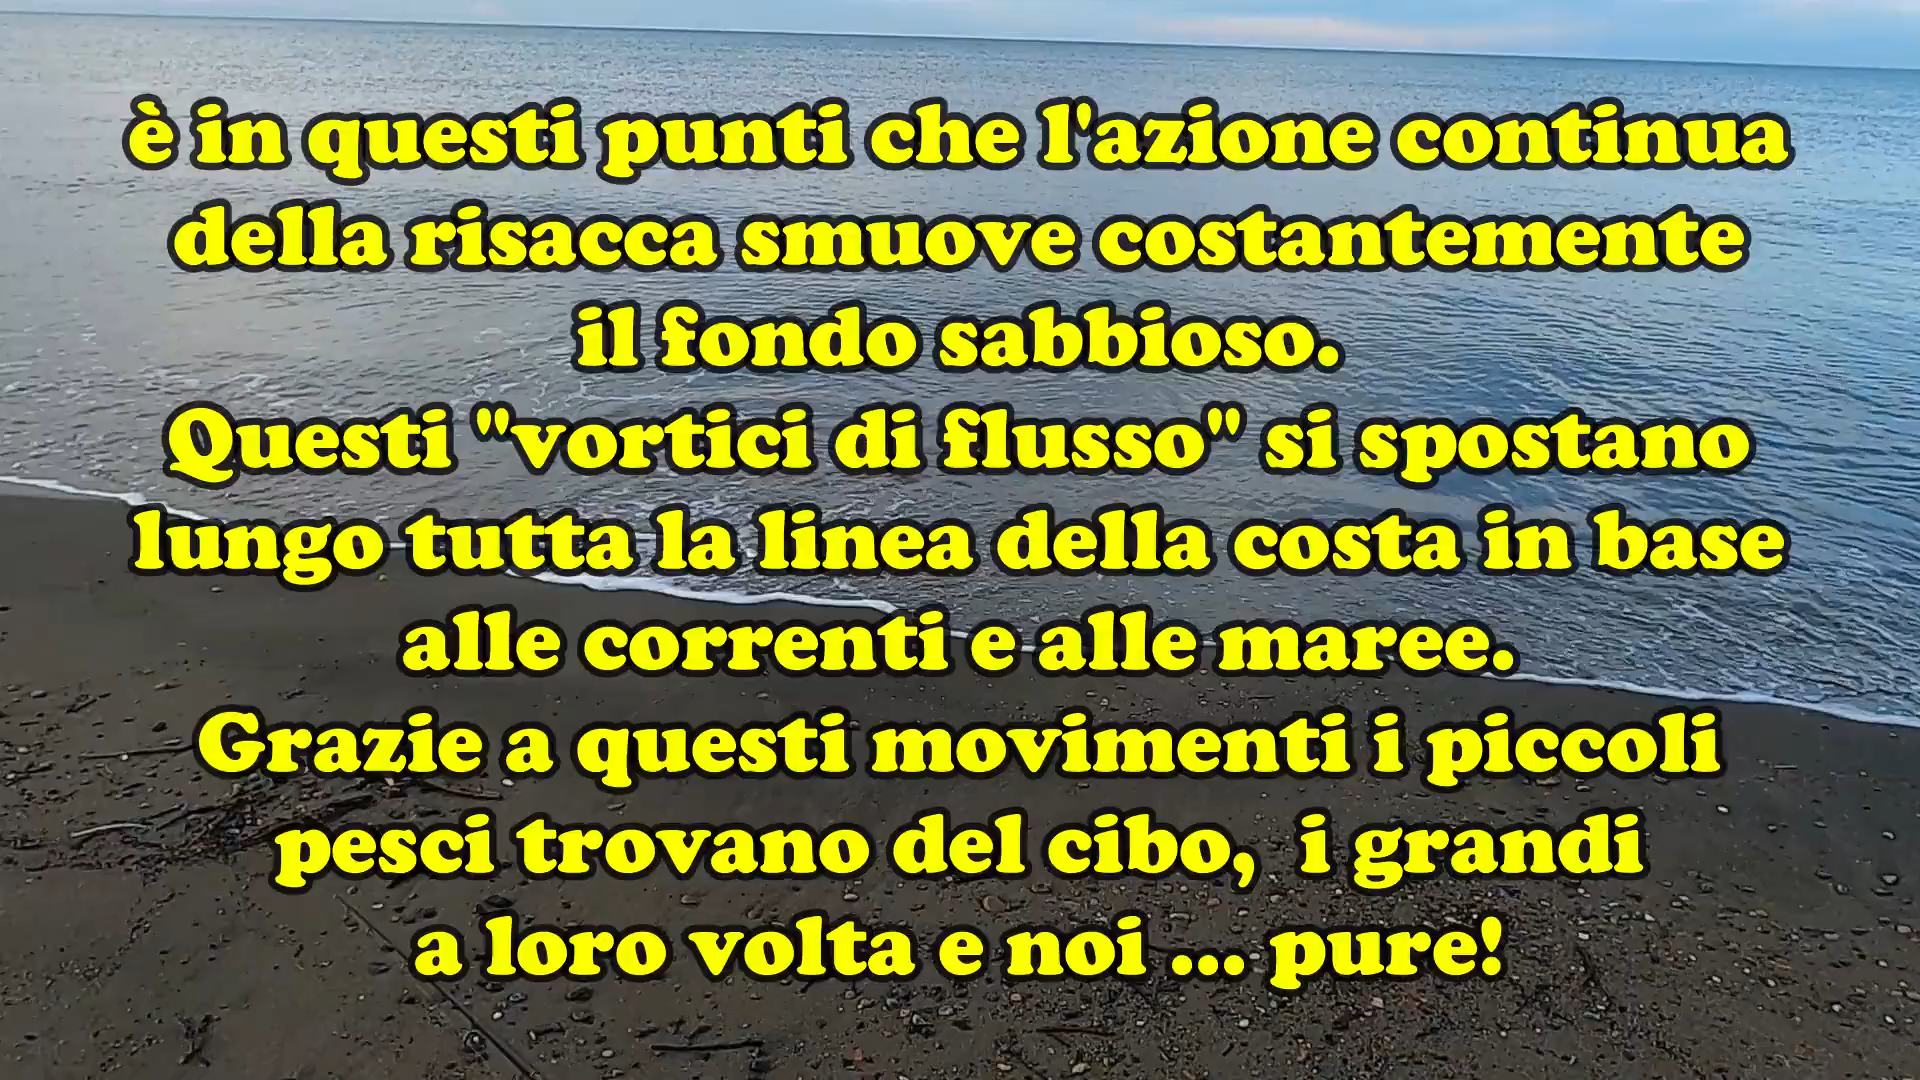 è in questi punti che l'azione continua
della risacca smuove costantemente
il fondo sabbioso.
Questi "vortici di flusso" si spostano
lungo tutta la linea della costa in base
alle correnti e alle maree.
Grazie a questi movimenti i piccoli
pesci trovano del cibo,  i grandi
a loro volta e noi ... pure!